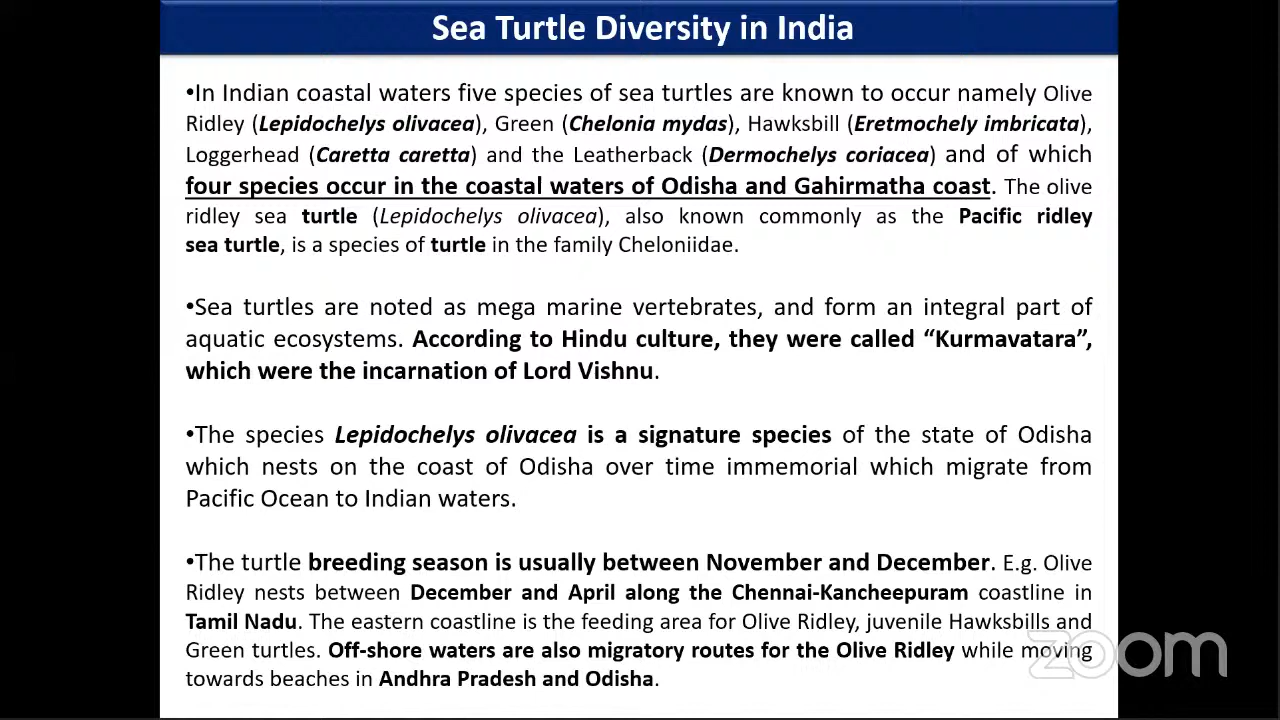 Sea Turtle Diversity in India
•In Indian coastal waters five species of sea turtles are known to occur namely Olive
Ridley (Lepidochelys olivacea), Green (Chelonia mydas), Hawksbill (Eretmochely imbricata),
Loggerhead (Caretta caretta) and the Leatherback (Dermochelys coriacea) and of which
four species occur in the coastal waters of Odisha and Gahirmatha coast. The olive
ridley sea turtle (Lepidochelys olivacea), also known commonly as the Pacific ridley
sea turtle, is a species of turtle in the family Cheloniidae.
•Sea turtles are noted as mega marine vertebrates, and form an integral part of
aquatic ecosystems. According to Hindu culture, they were called “Kurmavatara”,
which were the incarnation of Lord Vishnu.
•The species Lepidochelys olivacea is a signature species of the state of Odisha
which nests on the coast of Odisha over time immemorial which migrate from
Pacific Ocean to Indian waters.
•The turtle breeding season is usually between November and December. E.g. Olive
Ridley nests between December and April along the Chennai-Kancheepuram coastline in
Tamil Nadu. The eastern coastline is the feeding area for Olive Ridley, juvenile Hawksbills and
Green turtles. Off-shore waters are also migratory routes for the Olive Ridley while moving
towards beaches in Andhra Pradesh and Odisha.
zoom